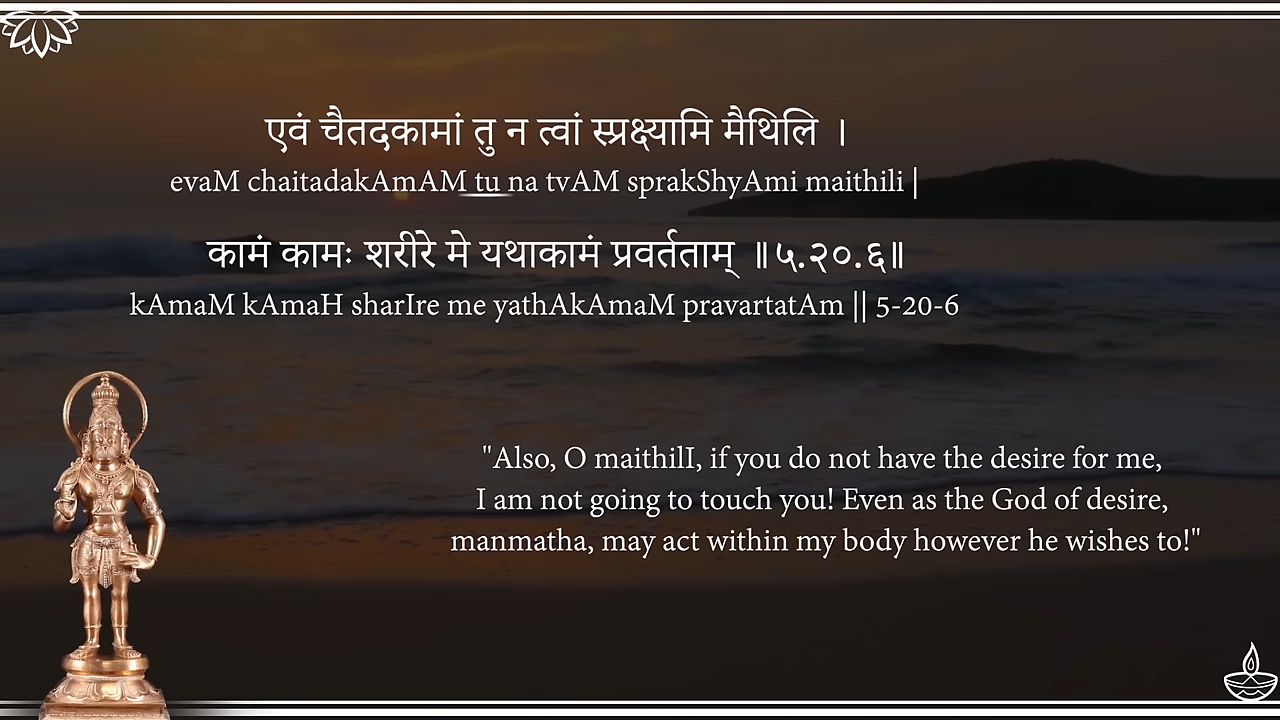 एवं चैतदकामां तु न त्वां स्प्रक्ष्यामि मैथिलि ।
evaM chaitadakAmAM tu na tvAM sprakShyAmi maithili |
कामं कामः शरीरे मे यथाकामं प्रवर्तताम् ॥५.२०.६॥
kAmaM kAmaH sharIre me yathAkAmaM pravartatAm || 5-20-6
"Also, O maithilI, if you do not have the desire for me,
I am not going to touch you! Even as the God of desire,
manmatha, may act within my body however he wishes to!"